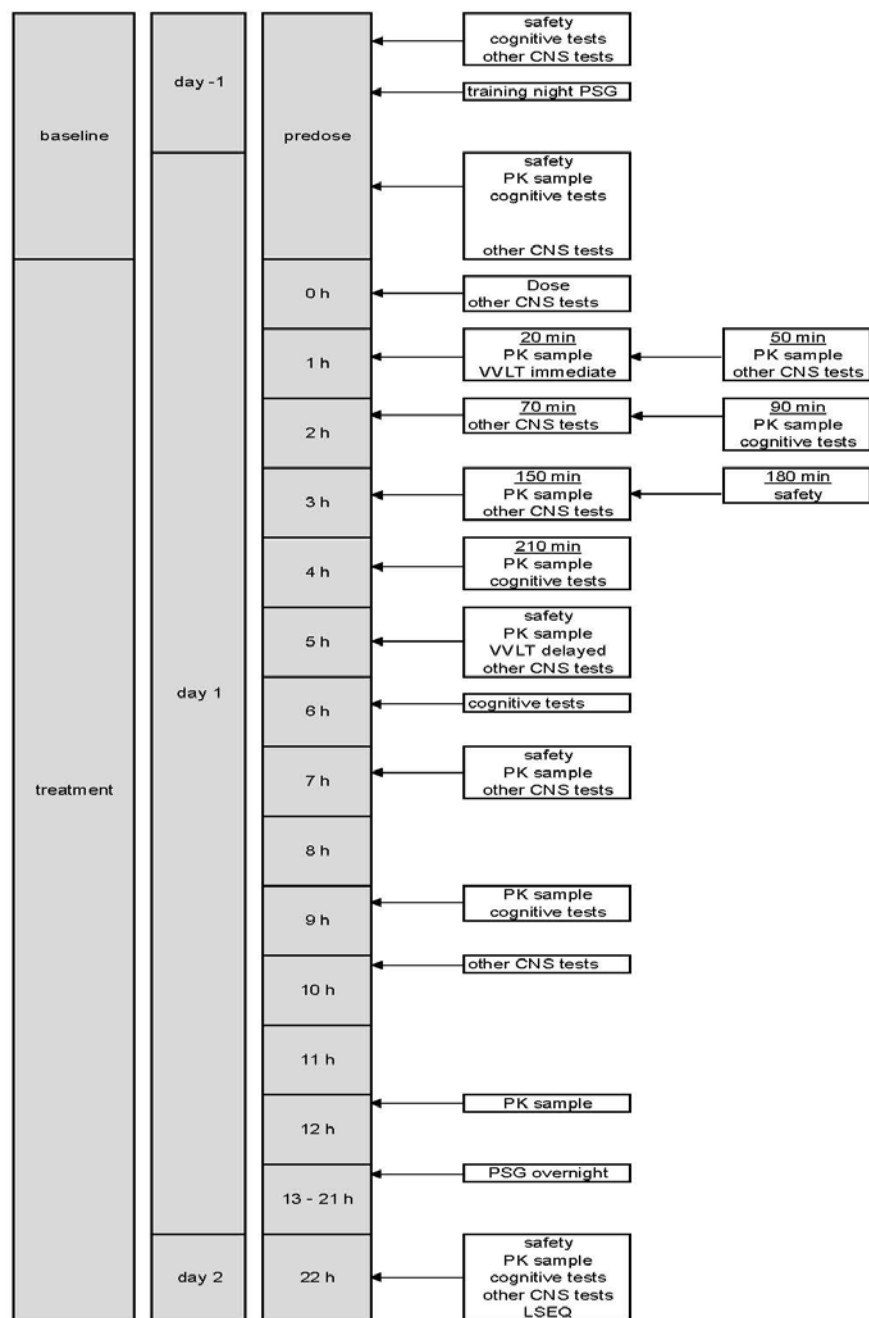 baseline
treatment
day -1
day 1
day 2
predose
0 h
1 h
2 h
3 h
4 h
5 h
6 h
7 h
8 h
9 h
10 h
11 h
12 h
13 - 21 h
22 h
safety
cognitive tests
other CNS tests
training night PSG
safety
PK sample
cognitive tests
other CNS tests
Dose
other CNS tests
20 min
PK sample
VVLT immediate
50 min
PK sample
other CNS tests
70 min
other CNS tests
90 min
PK sample
cognitive tests
150 min
PK sample
other CNS tests
180 min
safety
210 min
PK sample
cognitive tests
safety
PK sample
VVLT delayed
other CNS tests
cognitive tests
safety
PK sample
other CNS tests
PK sample
cognitive tests
other CNS tests
PK sample
PSG overnight
safety
PK sample
cognitive tests
other CNS tests
LSEQ